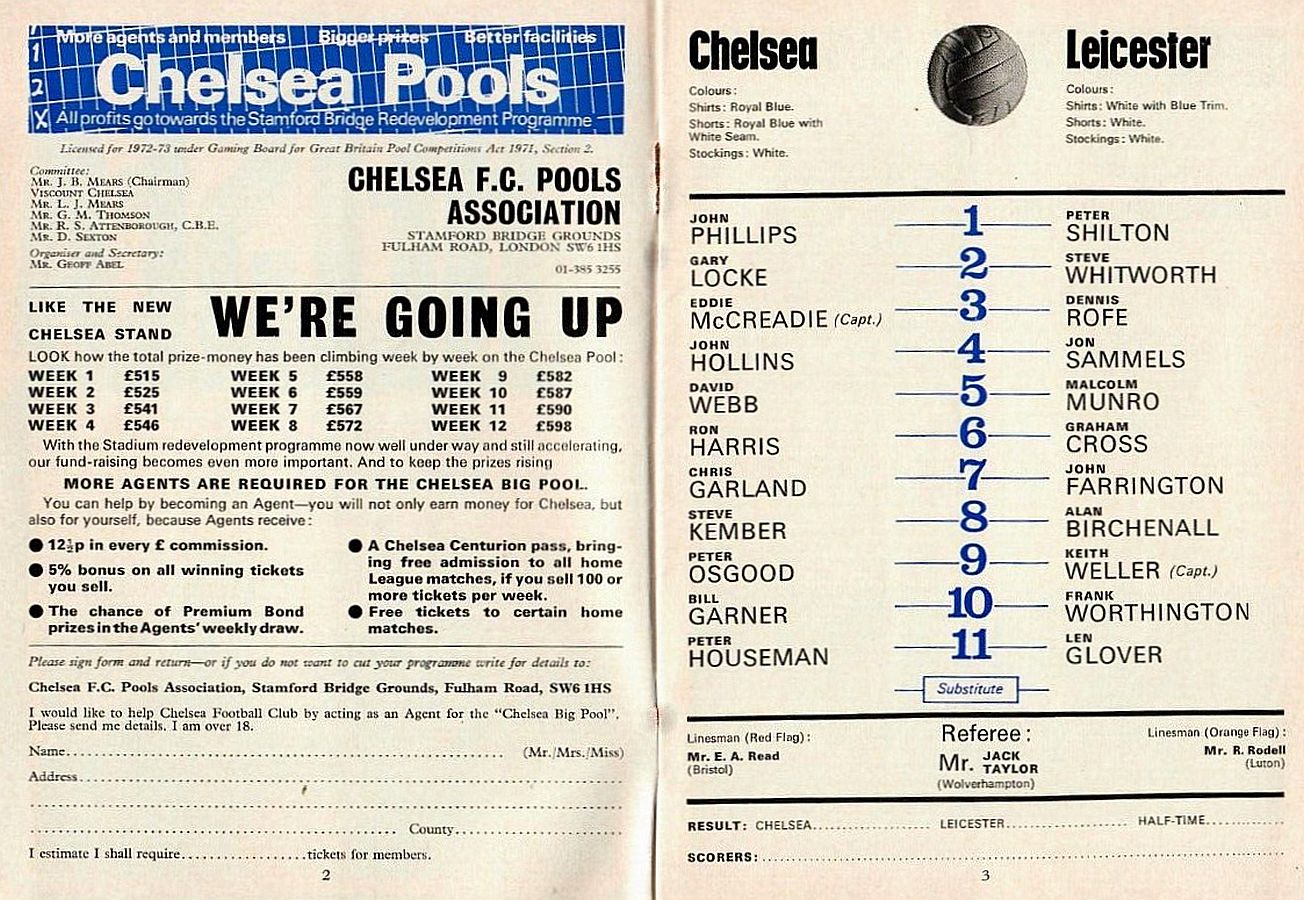 More agents and members Bigger prizes Better facilities
1
2
X
Chelsea Pools
All profits go towards the Stamford Bridge Redevelopment Programme
Licensed for 1972-73 under Gaming Board for Great Britain Pool Competitions Act 1971, Section 2.
Committee:
MR. J. B. MEARS (Chairman)
VISCOUNT CHELSEA
MR. L. J. MEARS
MR. G. M. THOMSON
MR. R. S. ATTENBOROUGH, C.B.E.
MR. D. SEXTON
Organiser and Secretary:
MR. GEOFF ABEL
CHELSEA F.C. POOLS
ASSOCIATION
STAMFORD BRIDGE GROUNDS
FULHAM ROAD, LONDON SW6 1HS
01-385 3255
LIKE THE NEW
CHELSEA STAND
WE'RE GOING UP
LOOK how the total prize-money has been climbing week by week on the Chelsea Pool:
WEEK 1 £515 WEEK 5 £558 WEEK 9 £582
WEEK 2 £525 WEEK 6 £559 WEEK 10 £587
WEEK 3 £541 WEEK 7 £567 WEEK 11 £590
WEEK 4 £546 WEEK 8 £572 WEEK 12 £598
With the Stadium redevelopment programme now well under way and still accelerating,
our fund-raising becomes even more important. And to keep the prizes rising
MORE AGENTS ARE REQUIRED FOR THE CHELSEA BIG POOL.
You can help by becoming an Agent—you will not only earn money for Chelsea, but
also for yourself, because Agents receive:
● 12½p in every £ commission.
● 5% bonus on all winning tickets
you sell.
● The chance of Premium Bond
prizes in the Agents' weekly draw.
● A Chelsea Centurion pass, bring-
ing free admission to all home
League matches, if you sell 100 or
more tickets per week.
● Free tickets to certain home
matches.
Please sign form and return—or if you do not want to cut your programme write for details to:
Chelsea F.C. Pools Association, Stamford Bridge Grounds, Fulham Road, SW6 1HS
I would like to help Chelsea Football Club by acting as an Agent for the "Chelsea Big Pool".
Please send me details. I am over 18.
Name.................................................(Mr./Mrs./Miss)
Address.................................................
.................................................
.................................................County.................
I estimate I shall require.................tickets for members.
2
Chelsea
Colours:
Shirts: Royal Blue.
Shorts: Royal Blue with
White Seam.
Stockings: White.
Leicester
Colours:
Shirts: White with Blue Trim.
Shorts: White.
Stockings: White.
JOHN PHILLIPS 1 PETER SHILTON
GARY LOCKE 2 STEVE WHITWORTH
EDDIE McCREADIE (Capt.) 3 DENNIS ROFE
JOHN HOLLINS 4 JON SAMMELS
DAVID WEBB 5 MALCOLM MUNRO
RON HARRIS 6 GRAHAM CROSS
CHRIS GARLAND 7 JOHN FARRINGTON
STEVE KEMBER 8 ALAN BIRCHENALL
PETER OSGOOD 9 KEITH WELLER (Capt.)
BILL GARNER 10 FRANK WORTHINGTON
PETER HOUSEMAN 11 LEN GLOVER
Substitute
Linesman (Red Flag):
Mr. E. A. Read
(Bristol)
Referee:
Mr. JACK TAYLOR
(Wolverhampton)
Linesman (Orange Flag):
Mr. R. Rodell
(Luton)
RESULT: CHELSEA.................LEICESTER.................HALF-TIME............
SCORERS:.................................................
3